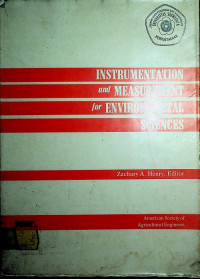 INSTRUMENTATION
and MEASUREMENT
for ENVIRONMENTAL
SCIENCES
Zachary A. Henry, Editor
American Society of
Agricultural Engineers